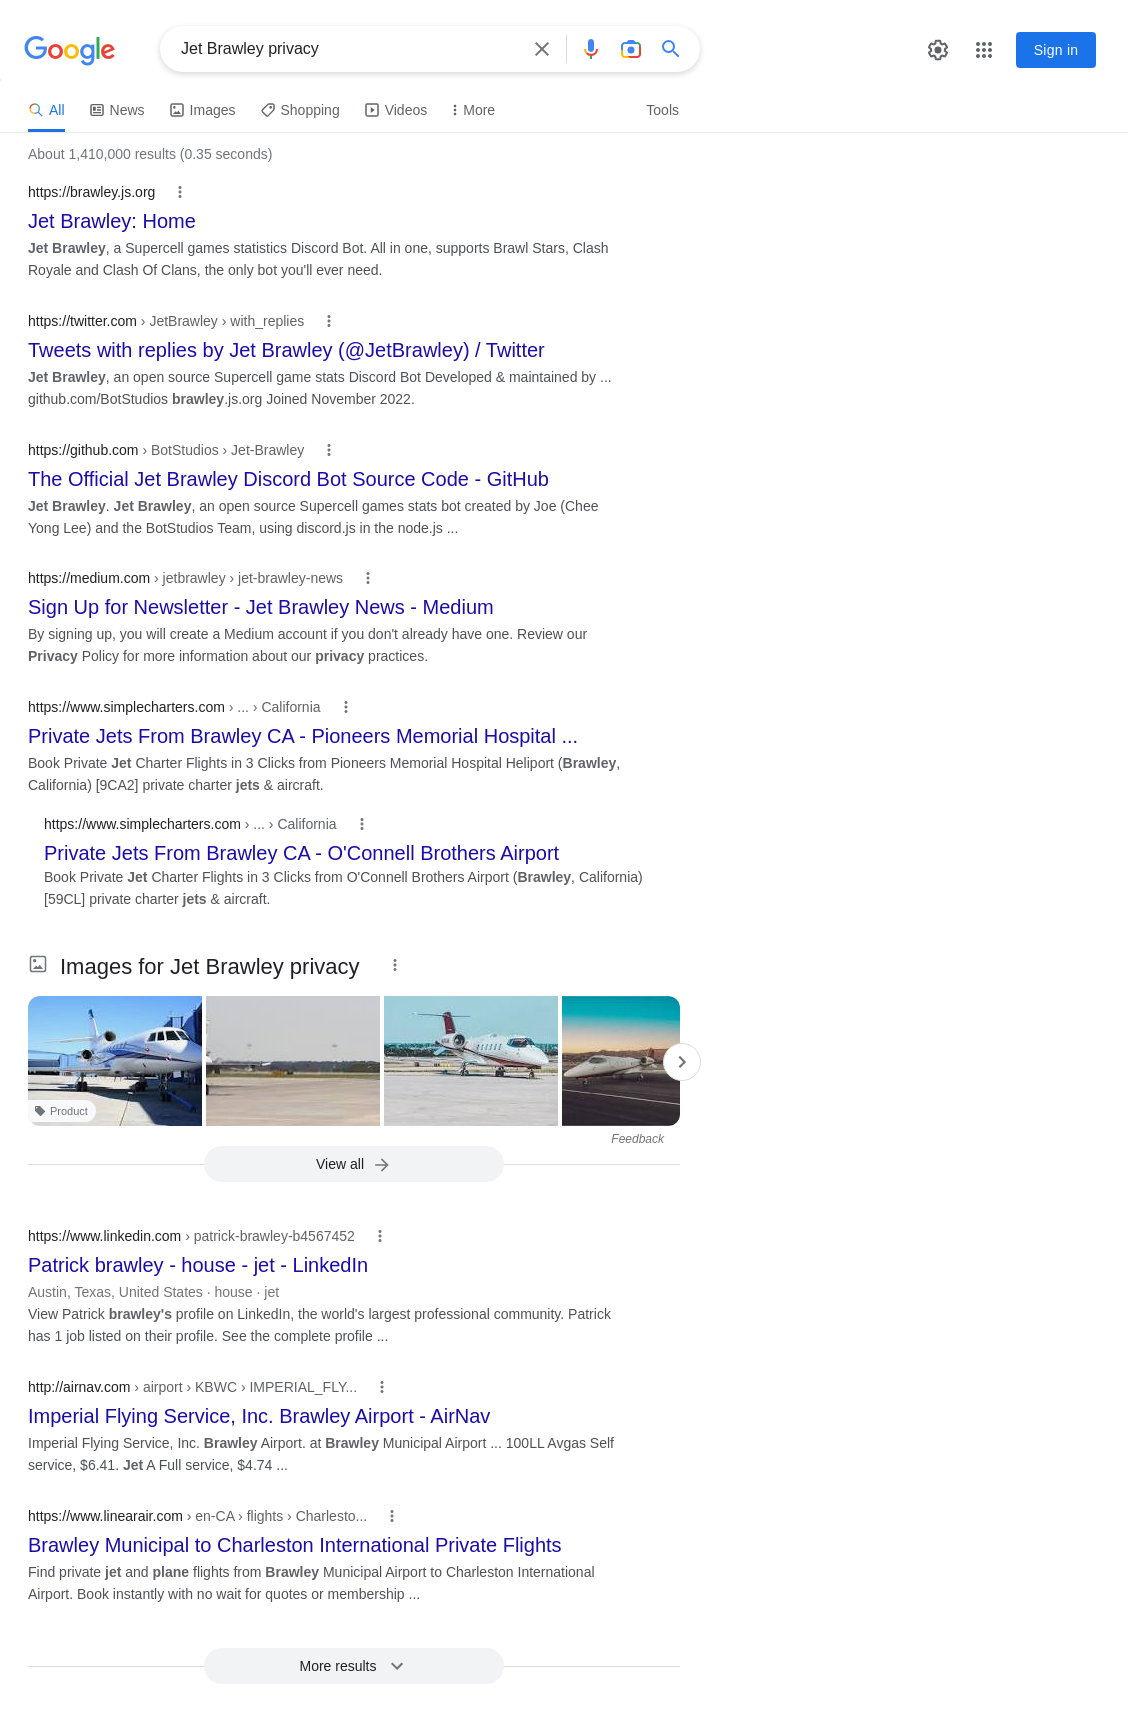 Google
Jet Brawley privacy
Sign in
All
News
Images
Shopping
Videos
More
Tools
About 1,410,000 results (0.35 seconds)
https://brawley.js.org
Jet Brawley: Home
Jet Brawley, a Supercell games statistics Discord Bot. All in one, supports Brawl Stars, Clash
Royale and Clash Of Clans, the only bot you'll ever need.
https://twitter.com › JetBrawley › with_replies
Tweets with replies by Jet Brawley (@JetBrawley) / Twitter
Jet Brawley, an open source Supercell game stats Discord Bot Developed & maintained by ...
github.com/BotStudios brawley.js.org Joined November 2022.
https://github.com › BotStudios › Jet-Brawley
The Official Jet Brawley Discord Bot Source Code - GitHub
Jet Brawley. Jet Brawley, an open source Supercell games stats bot created by Joe (Chee
Yong Lee) and the BotStudios Team, using discord.js in the node.js ...
https://medium.com › jetbrawley › jet-brawley-news
Sign Up for Newsletter - Jet Brawley News - Medium
By signing up, you will create a Medium account if you don't already have one. Review our
Privacy Policy for more information about our privacy practices.
https://www.simplecharters.com › ... › California
Private Jets From Brawley CA - Pioneers Memorial Hospital ...
Book Private Jet Charter Flights in 3 Clicks from Pioneers Memorial Hospital Heliport (Brawley,
California) [9CA2] private charter jets & aircraft.
https://www.simplecharters.com › ... › California
Private Jets From Brawley CA - O'Connell Brothers Airport
Book Private Jet Charter Flights in 3 Clicks from O'Connell Brothers Airport (Brawley, California)
[59CL] private charter jets & aircraft.
Images for Jet Brawley privacy
Product
Feedback
View all
https://www.linkedin.com › patrick-brawley-b4567452
Patrick brawley - house - jet - LinkedIn
Austin, Texas, United States · house · jet
View Patrick brawley's profile on LinkedIn, the world's largest professional community. Patrick
has 1 job listed on their profile. See the complete profile ...
http://airnav.com › airport › KBWC › IMPERIAL_FLY...
Imperial Flying Service, Inc. Brawley Airport - AirNav
Imperial Flying Service, Inc. Brawley Airport. at Brawley Municipal Airport ... 100LL Avgas Self
service, $6.41. Jet A Full service, $4.74 ...
https://www.linearair.com › en-CA › flights › Charlesto...
Brawley Municipal to Charleston International Private Flights
Find private jet and plane flights from Brawley Municipal Airport to Charleston International
Airport. Book instantly with no wait for quotes or membership ...
More results